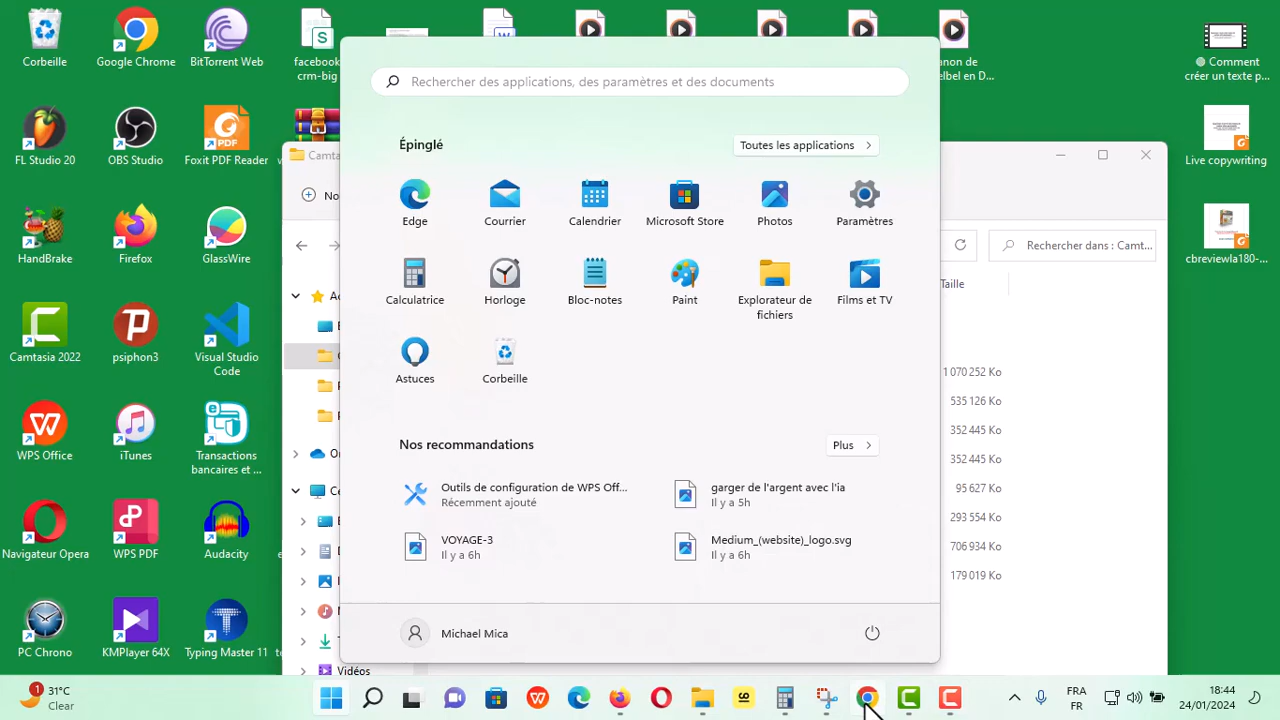 Corbeille
Google Chrome
BitTorrent Web
facebook
crm-big
en D...
Comment
créer un texte p...
FL Studio 20
OBS Studio
Foxit PDF Reader
Live copywriting
HandBrake
Firefox
GlassWire
cbreviewla180-...
Camtasia 2022
psiphon3
Visual Studio
Code
WPS Office
iTunes
Transactions
bancaires et ...
Navigateur Opera
WPS PDF
Audacity
PC Chrono
KMPlayer 64X
Typing Master 11
Rechercher des applications, des paramètres et des documents
Épinglé
Toutes les applications
Edge
Courrier
Calendrier
Microsoft Store
Photos
Paramètres
Calculatrice
Horloge
Bloc-notes
Paint
Explorateur de
fichiers
Films et TV
Astuces
Corbeille
Nos recommandations
Plus
Outils de configuration de WPS Off...
Récemment ajouté
garger de l'argent avec l'ia
Il y a 5h
VOYAGE-3
Il y a 6h
Medium_(website)_logo.svg
Il y a 6h
Michael Mica
Camtas
No
Rechercher dans : Camt...
Taille
1 070 252 Ko
535 126 Ko
352 445 Ko
352 445 Ko
95 627 Ko
293 554 Ko
706 934 Ko
179 019 Ko
Vidéos
1
31°C
Clear
FRA
FR
18:44
24/01/2024